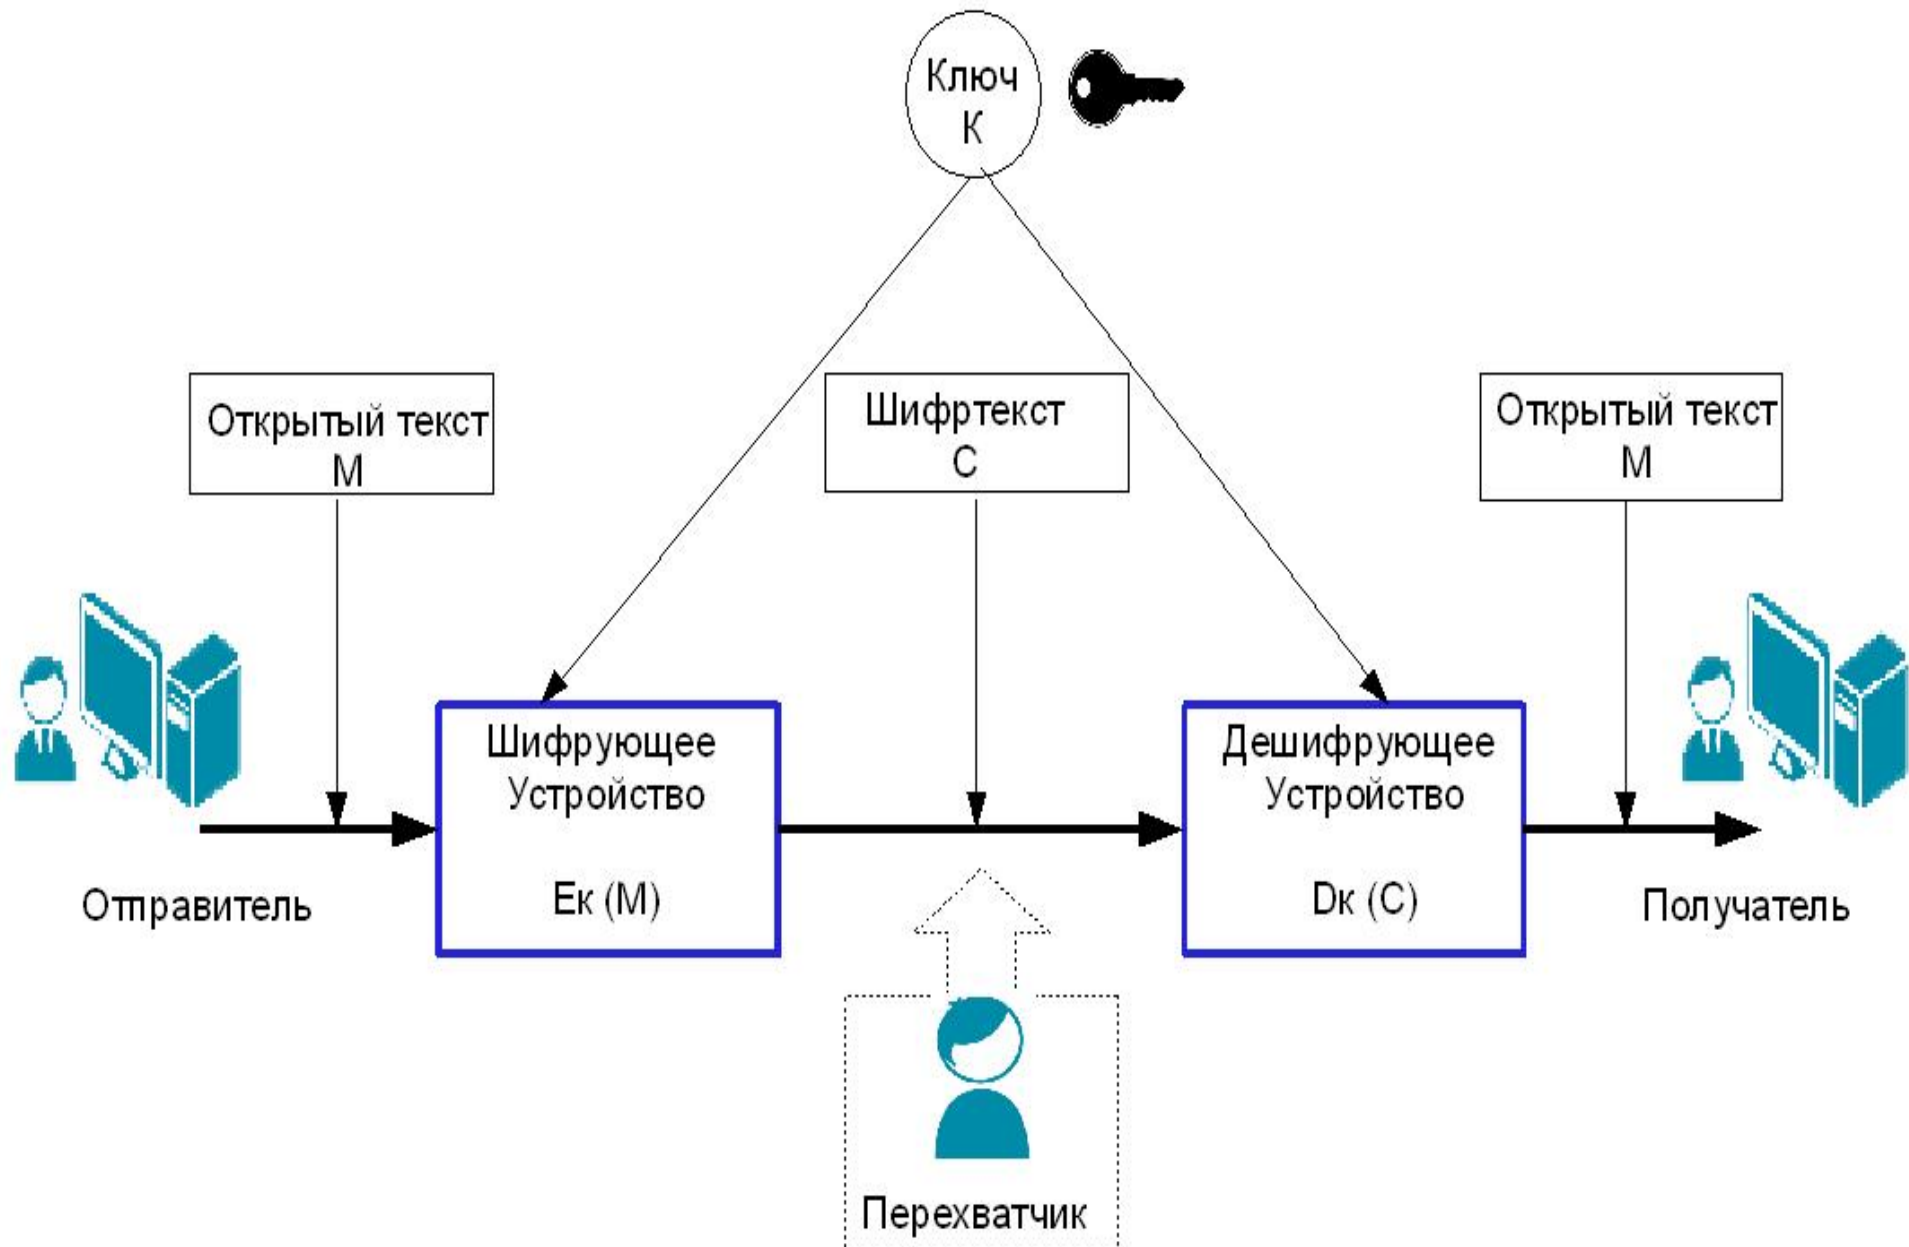 Ключ
К
Открытый текст
М
Шифртекст
С
Открытый текст
М
Шифрующее
Устройство
Ек (М)
Дешифрующее
Устройство
Dк (С)
Отправитель
Получатель
Перехватчик